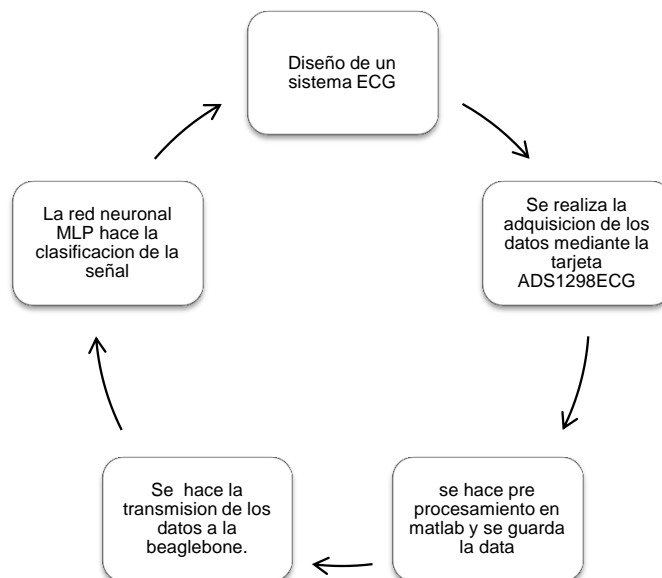 Diseño de un
sistema ECG
Se realiza la
adquisicion de los
datos mediante la
tarjeta
ADS1298ECG
se hace pre
procesamiento en
matlab y se guarda
la data
Se hace la
transmision de los
datos a la
beaglebone.
La red neuronal
MLP hace la
clasificacion de la
señal